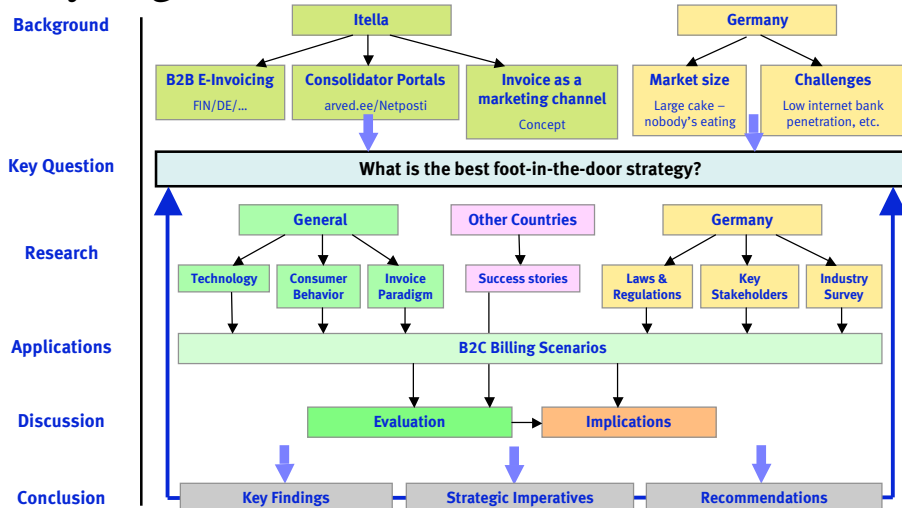 Background
Itella
Germany
B2B E-Invoicing
FIN/DE/...
Consolidator Portals
arved.ee/Netposti
Invoice as a
marketing channel
Concept
Market size
Large cake –
nobody's eating
Challenges
Low internet bank
penetration, etc.
Key Question
What is the best foot-in-the-door strategy?
Research
General
Other Countries
Germany
Technology
Consumer
Behavior
Invoice
Paradigm
Success stories
Laws &
Regulations
Key
Stakeholders
Industry
Survey
Applications
B2C Billing Scenarios
Discussion
Evaluation
Implications
Conclusion
Key Findings
Strategic Imperatives
Recommendations